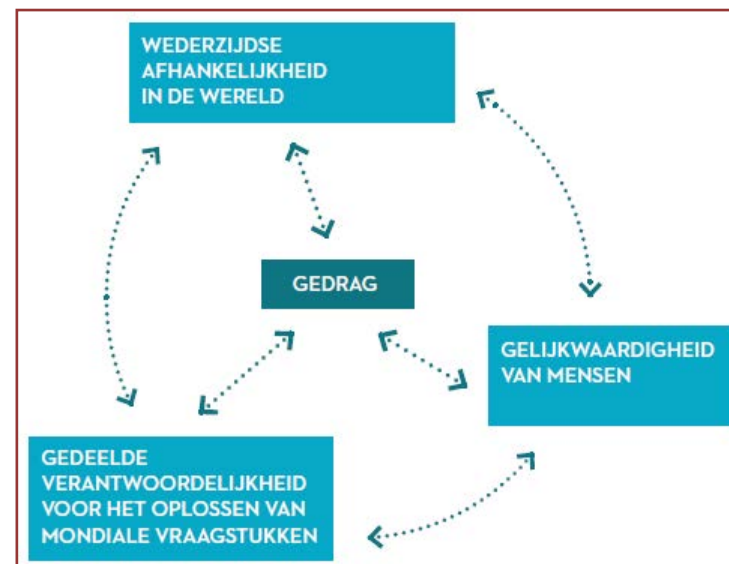 WEDERZIJDSE
AFHANKELIJKHEID
IN DE WERELD
GEDRAG
GELIJKWAARDIGHEID
VAN MENSEN
GEDEELDE
VERANTWOORDELIJKHEID
VOOR HET OPLOSSEN VAN
MONDIALE VRAAGSTUKKEN